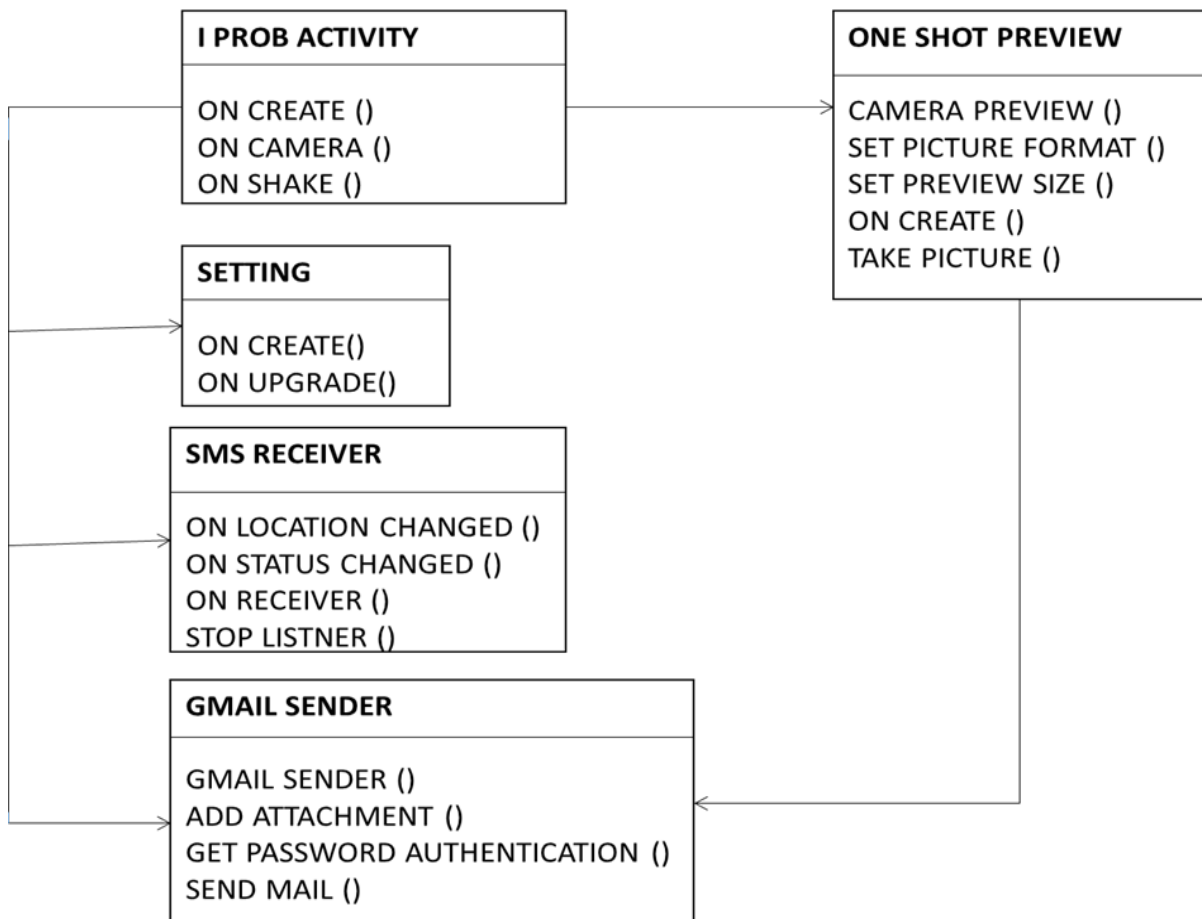 I PROB ACTIVITY
ON CREATE ()
ON CAMERA ()
ON SHAKE ()
ONE SHOT PREVIEW
CAMERA PREVIEW ()
SET PICTURE FORMAT ()
SET PREVIEW SIZE ()
ON CREATE ()
TAKE PICTURE ()
SETTING
ON CREATE()
ON UPGRADE()
SMS RECEIVER
ON LOCATION CHANGED ()
ON STATUS CHANGED ()
ON RECEIVER ()
STOP LISTNER ()
GMAIL SENDER
GMAIL SENDER ()
ADD ATTACHMENT ()
GET PASSWORD AUTHENTICATION ()
SEND MAIL ()